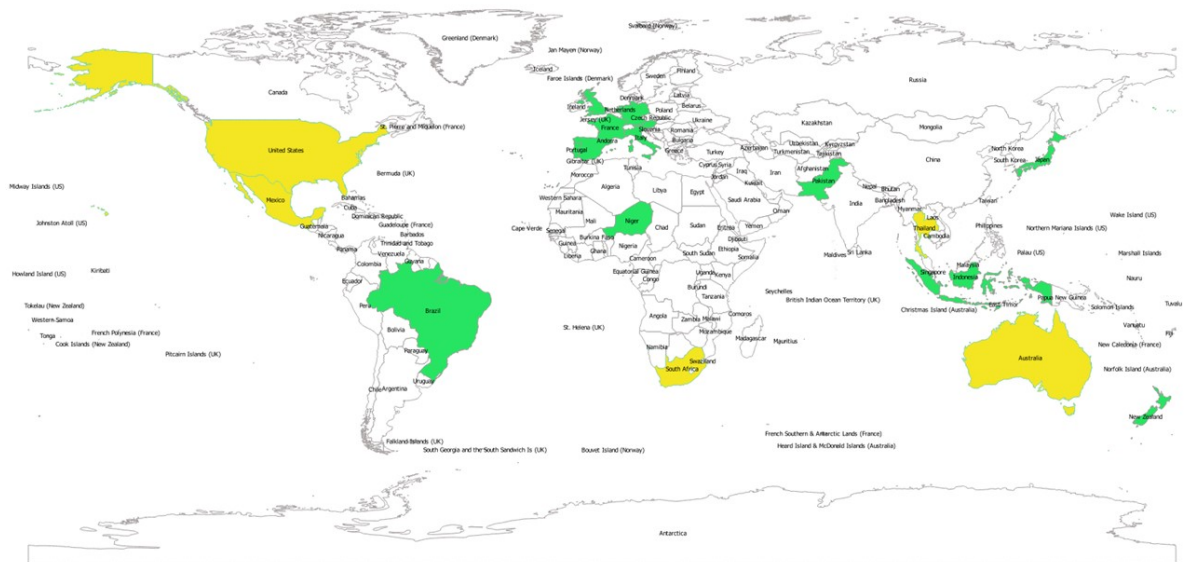 Svalbard (Norway)
Greenland (Denmark)
Jan Mayen (Norway)
Iceland
Faroe Islands (Denmark)
Sweden
Finland
Russia
Canada
Denmark
Latvia
Ireland
Netherlands
Poland
Belarus
Jersey (UK)
Czech Republic
Ukraine
Kazakhstan
Mongolia
St. Pierre and Miquelon (France)
France
Slovenia
Romania
United States
Portugal
Andorra
Italy
Bulgaria
Uzbekistan
Kyrgyzstan
North Korea
Gibraltar (UK)
Greece
Turkey
Azerbaijan
Turkmenistan
Tajikistan
China
South Korea
Japan
Bermuda (UK)
Morocco
Tunisia
Cyprus
Syria
Jordan
Iraq
Iran
Afghanistan
Pakistan
Midway Islands (US)
Algeria
Libya
Egypt
Kuwait
Nepal
Bhutan
Mexico
Bahamas
Western Sahara
Saudi Arabia
India
Bangladesh
Taiwan
Cuba
Mauritania
Oman
Myanmar
Johnston Atoll (US)
Dominican Republic
Mali
Niger
Laos
Wake Island (US)
Guatemala
Guadeloupe (France)
Cape Verde
Senegal
Chad
Sudan
Eritrea
Yemen
Thailand
Philippines
Northern Mariana Islands (US)
Nicaragua
Barbados
Burkina Faso
Djibouti
Cambodia
Trinidad and Tobago
Guinea
Ghana
Nigeria
Panama
Venezuela
Liberia
Cameroon
South Sudan
Ethiopia
Somalia
Maldives
Sri Lanka
Palau (US)
Marshall Islands
Colombia
Guyana
Malaysia
Howland Island (US)
Kiribati
Equatorial Guinea
Uganda
Kenya
Singapore
Indonesia
Nauru
Ecuador
Congo
Burundi
Seychelles
Tokelau (New Zealand)
Peru
Brazil
Tanzania
British Indian Ocean Territory (UK)
East Timor
Papua New Guinea
Solomon Islands
Tuvalu
Western Samoa
Angola
Zambia
Malawi
Comoros
Christmas Island (Australia)
Tonga
French Polynesia (France)
Bolivia
St. Helena (UK)
Mozambique
Madagascar
Mauritius
Vanuatu
Fiji
Cook Islands (New Zealand)
Pitcairn Islands (UK)
Paraguay
Namibia
Swaziland
Australia
New Caledonia (France)
South Africa
Norfolk Island (Australia)
Uruguay
Chile
Argentina
New Zealand
Falkland Islands (UK)
French Southern & Antarctic Lands (France)
South Georgia and the South Sandwich Is (UK)
Bouvet Island (Norway)
Heard Island & McDonald Islands (Australia)
Antarctica